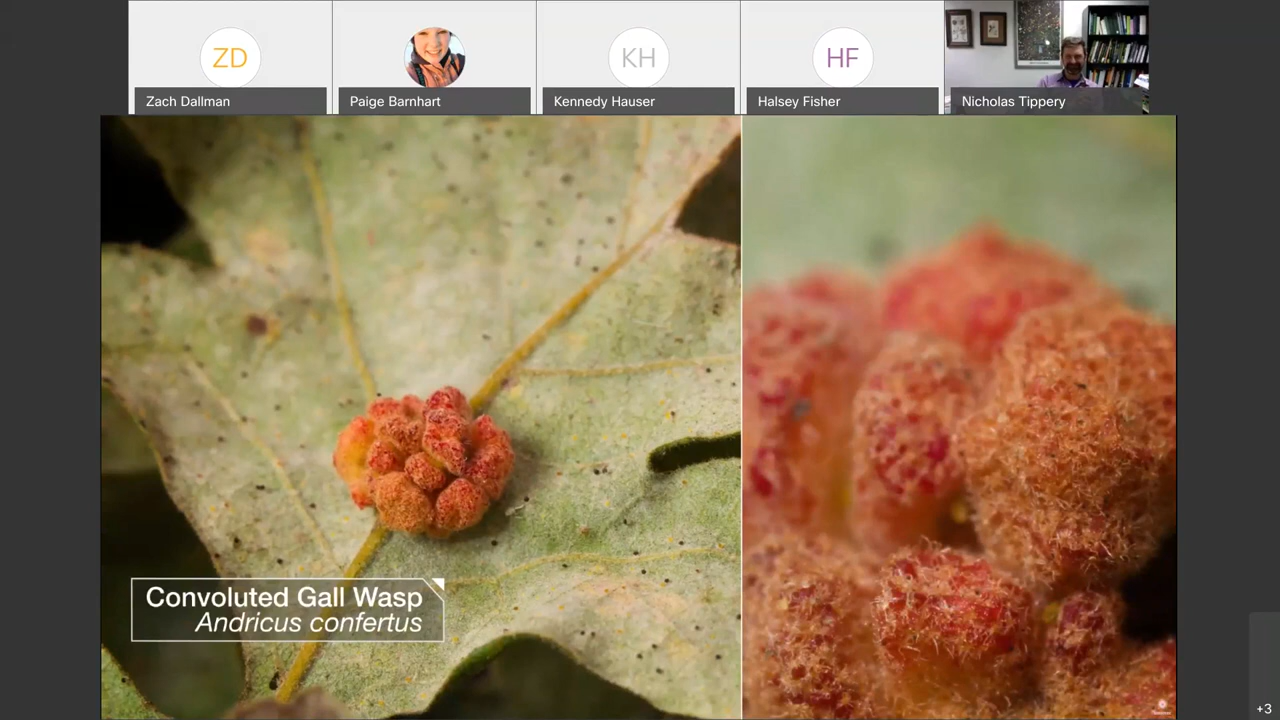 ZD
KH
HF
Zach Dallman
Paige Barnhart
Kennedy Hauser
Halsey Fisher
Nicholas Tippery
Convoluted Gall Wasp
Andricus confertus
+3